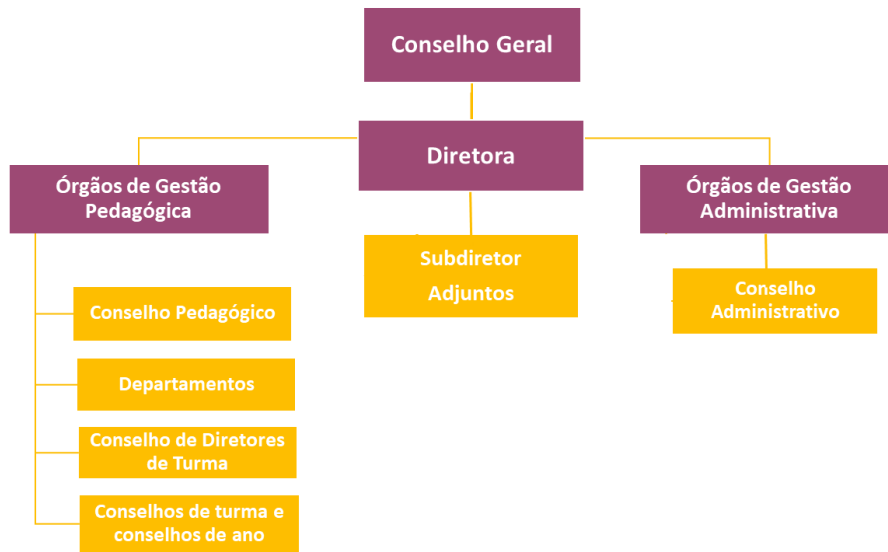 Conselho Geral
Diretora
Órgãos de Gestão
Pedagógica
Órgãos de Gestão
Administrativa
Subdiretor
Adjuntos
Conselho
Administrativo
Conselho Pedagógico
Departamentos
Conselho de Diretores
de Turma
Conselhos de turma e
conselhos de ano